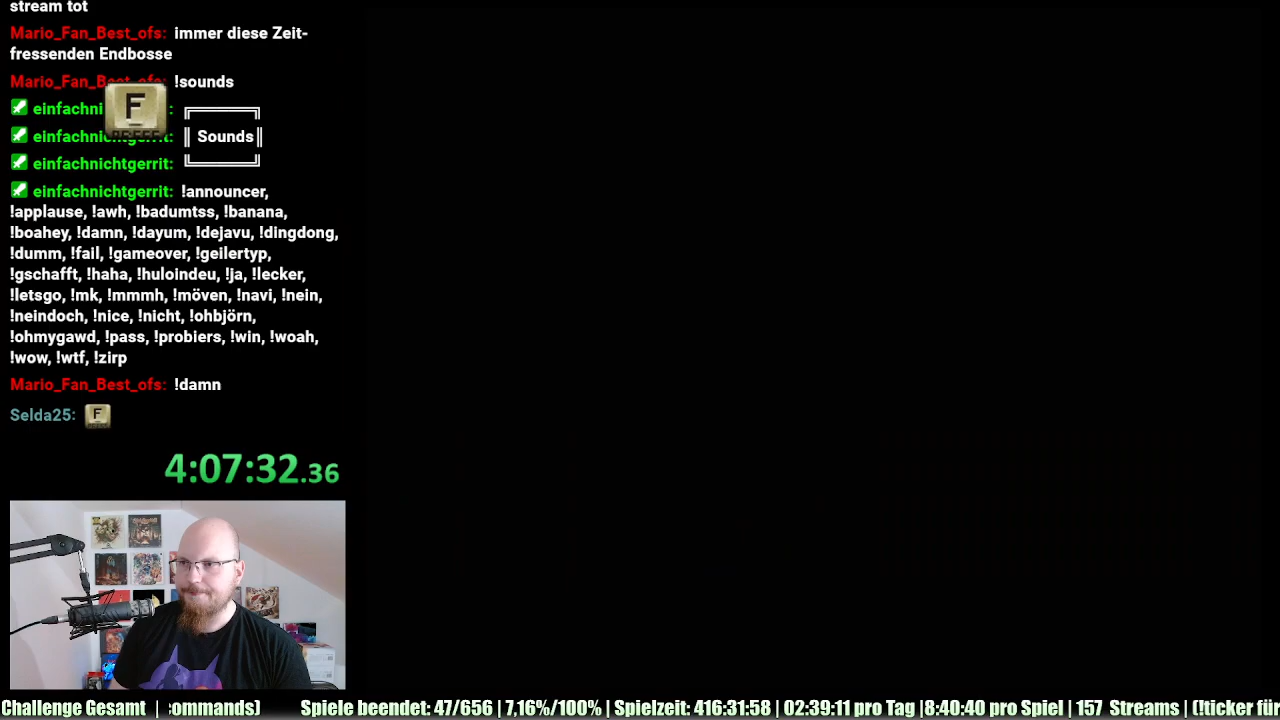 stream tot
Mario_Fan_Best_ofs: immer diese Zeit-
fressenden Endbosse
Mario_Fan_Best_ofs: !sounds
einfachni F :
einfachnichtgerrit: Sounds
einfachnichtgerrit:
einfachnichtgerrit: !announcer,
!applause, !awh, !badumtss, !banana,
!boahey, !damn, !dayum, !dejavu, !dingdong,
!dumm, !fail, !gameover, !geilertyp,
!gschafft, !haha, !huloindeu, !ja, !lecker,
!letsgo, !mk, !mmmh, !möven, !navi, !nein,
!neindoch, !nice, !nicht, !ohbjörn,
!ohmygawd, !pass, !probiers, !win, !woah,
!wow, !wtf, !zirp
Mario_Fan_Best_ofs: !damn
Selda25: F
4:07:32.36
Challenge Gesamt | :ommands) Spiele beendet: 47/656 | 7,16%/100% | Spielzeit: 416:31:58 | 02:39:11 pro Tag |8:40:40 pro Spiel | 157 Streams | (!ticker für